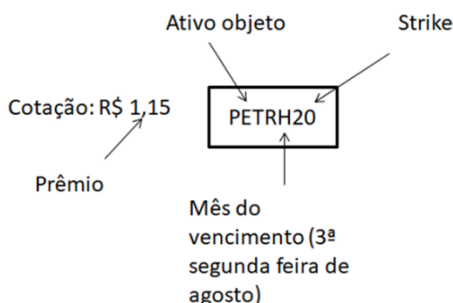 Ativo objeto
Strike
Cotação: R$ 1,15
PETRH20
Prêmio
Mês do
vencimento (3ª
segunda feira de
agosto)